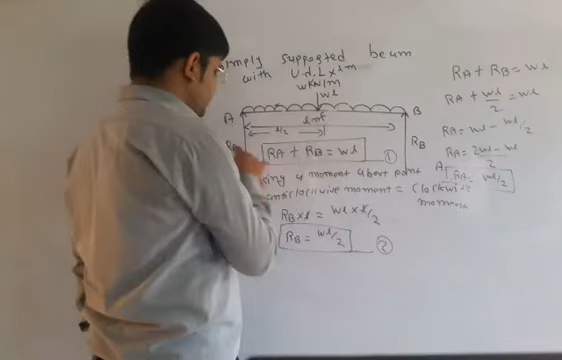 Simply supported beam
with U.d.L
WKN/m
wl
A B
l
l/2
RB
RA + RB = wl 1
a moment about point A
anticlockwise moment = clockwise moment
RB x l = wl x l/2
RB = wl/2 2
RA + RB = wl
RA + wl/2 = wl
RA = wl - wl/2
RA = 2wl - wl/2
RA = wl/2